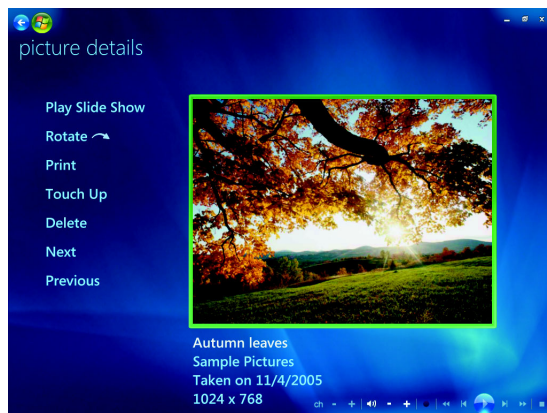 picture details
Play Slide Show
Rotate
Print
Touch Up
Delete
Next
Previous
Autumn leaves
Sample Pictures
Taken on 11/4/2005
1024 x 768
ch - + - +